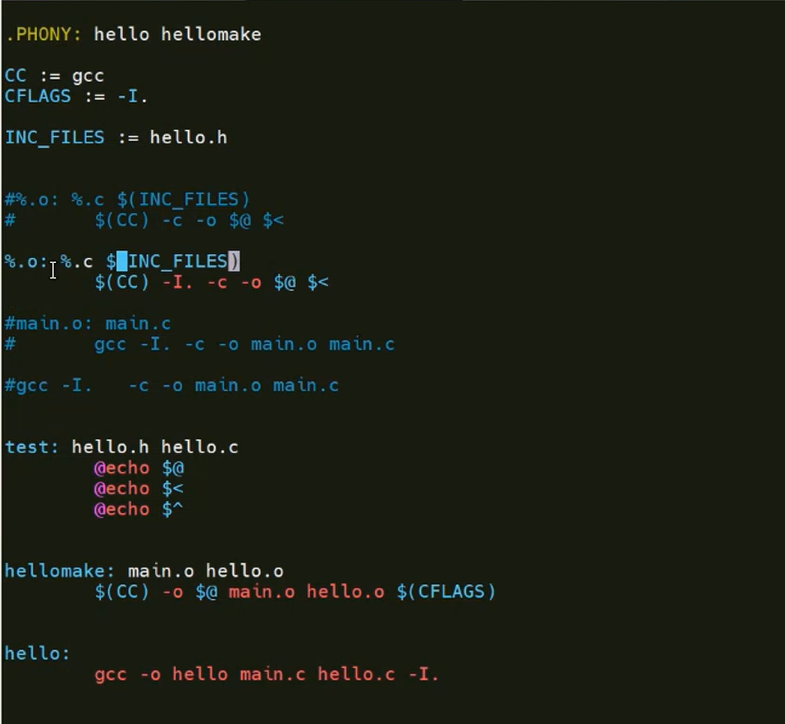 .PHONY: hello hellomake
CC := gcc
CFLAGS := -I.
INC_FILES := hello.h
#%.o: %.c $(INC_FILES)
#       $(CC) -c -o $@ $<
%.o: %.c $(INC_FILES)
        $(CC) -I. -c -o $@ $<
#main.o: main.c
#       gcc -I. -c -o main.o main.c
#gcc -I.   -c -o main.o main.c
test: hello.h hello.c
        @echo $@
        @echo $<
        @echo $^
hellomake: main.o hello.o
        $(CC) -o $@ main.o hello.o $(CFLAGS)
hello:
        gcc -o hello main.c hello.c -I.